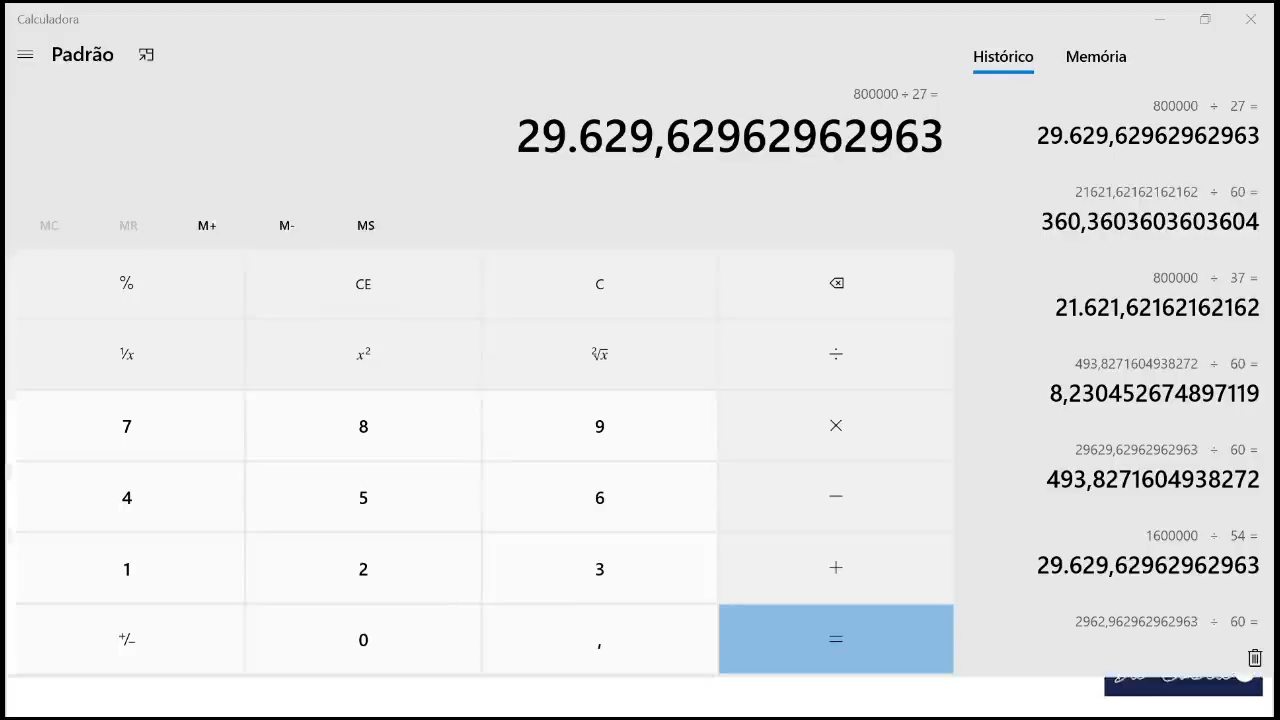 Calculadora
Padrão
Histórico Memória
800000 ÷ 27 =
29.629,62962962963
MC MR M+ M- MS
% CE C
¹/x x² ²√x ÷
7 8 9 ×
4 5 6 −
1 2 3 +
+/− 0 , =
800000 ÷ 27 =
29.629,62962962963
21621,62162162162 ÷ 60 =
360,3603603603604
800000 ÷ 37 =
21.621,62162162162
493,8271604938272 ÷ 60 =
8,230452674897119
29629,62962962963 ÷ 60 =
493,8271604938272
1600000 ÷ 54 =
29.629,62962962963
2962,962962962963 ÷ 60 =